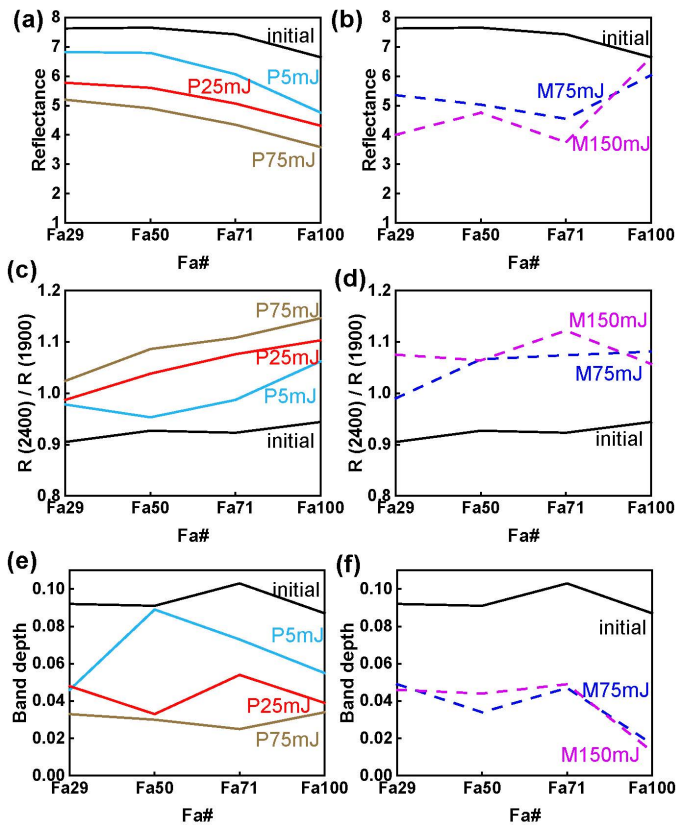 (a)
8
7
6
5
4
3
2
1
Reflectance
initial
P5mJ
P25mJ
P75mJ
Fa29
Fa50
Fa71
Fa100
Fa#
(b)
8
7
6
5
4
3
2
1
Reflectance
initial
M75mJ
M150mJ
Fa29
Fa50
Fa71
Fa100
Fa#
(c)
1.2
1.1
1.0
0.9
0.8
R (2400) / R (1900)
P75mJ
P25mJ
P5mJ
initial
Fa29
Fa50
Fa71
Fa100
Fa#
(d)
1.2
1.1
1.0
0.9
0.8
R (2400) / R (1900)
M150mJ
M75mJ
initial
Fa29
Fa50
Fa71
Fa100
Fa#
(e)
0.10
0.08
0.06
0.04
0.02
0.00
Band depth
initial
P5mJ
P25mJ
P75mJ
Fa29
Fa50
Fa71
Fa100
Fa#
(f)
0.10
0.08
0.06
0.04
0.02
0.00
Band depth
initial
M75mJ
M150mJ
Fa29
Fa50
Fa71
Fa100
Fa#